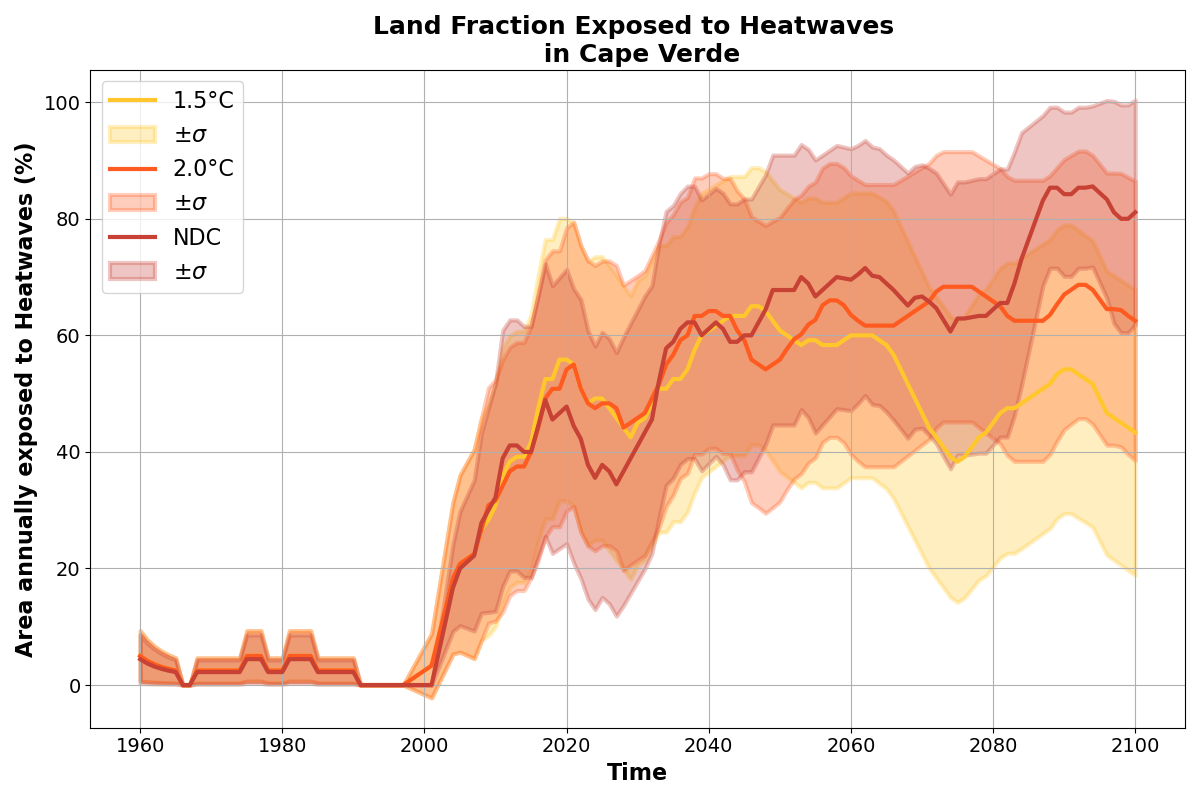 Land Fraction Exposed to Heatwaves
in Cape Verde
Area annually exposed to Heatwaves (%)
100
80
60
40
20
0
1.5°C
±σ
2.0°C
±σ
NDC
±σ
1960
1980
2000
2020
2040
2060
2080
2100
Time